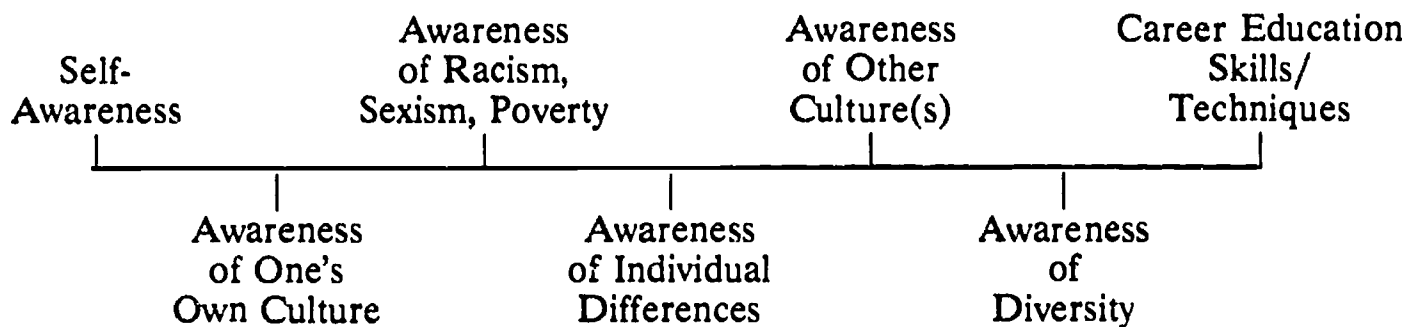 Self-
Awareness
Awareness
of Racism,
Sexism, Poverty
Awareness
of Other
Culture(s)
Career Education
Skills/
Techniques
Awareness
of One's
Own Culture
Awareness
of Individual
Differences
Awareness
of
Diversity